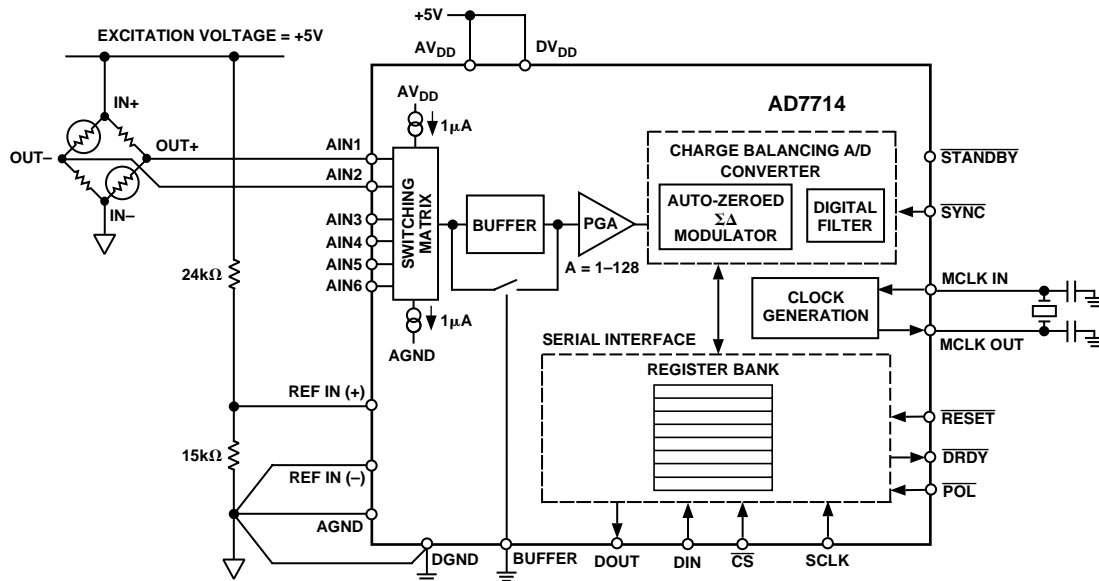 +5V
EXCITATION VOLTAGE = +5V
AVDD
DVDD
AD7714
IN+
OUT–
OUT+
IN–
AVDD
1µA
AIN1
AIN2
AIN3
AIN4
AIN5
AIN6
SWITCHING
MATRIX
BUFFER
PGA
A = 1–128
CHARGE BALANCING A/D
CONVERTER
AUTO-ZEROED
ΣΔ
MODULATOR
DIGITAL
FILTER
STANDBY
SYNC
24kΩ
1µA
AGND
CLOCK
GENERATION
MCLK IN
MCLK OUT
SERIAL INTERFACE
REGISTER BANK
REF IN (+)
15kΩ
REF IN (–)
AGND
RESET
DRDY
POL
DGND
BUFFER
DOUT
DIN
CS
SCLK